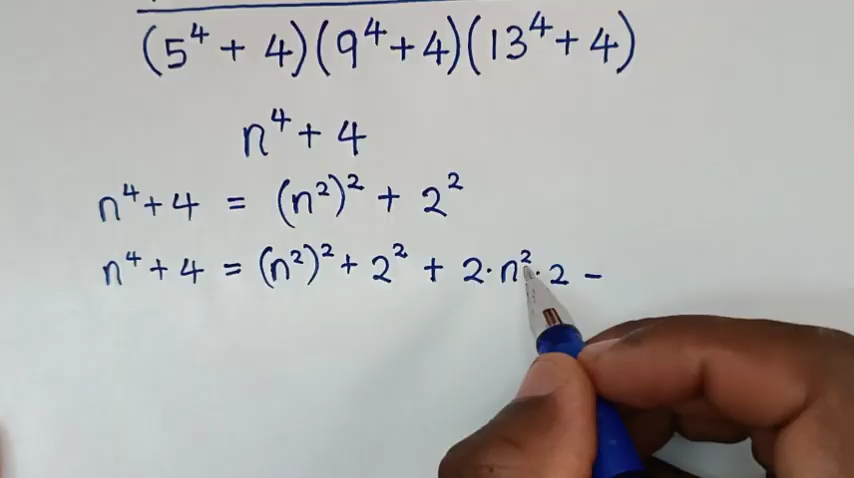 (5⁴ + 4)(9⁴ + 4)(13⁴ + 4)
n⁴ + 4
n⁴ + 4 = (n²)² + 2²
n⁴ + 4 = (n²)² + 2² + 2·n²·2 −